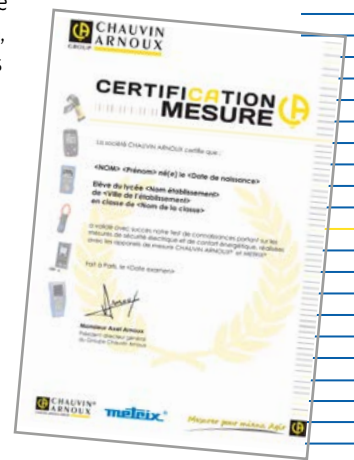 CHAUVIN
ARNOUX
GROUP
CERTIFICATION
MESURE
La société CHAUVIN ARNOUX certifie que :
<NOM> <Prénom> né(e) le <Date de naissance>
Elève du lycée <Nom établissement>
de <Ville de l'établissement>
en classe de <Nom de la classe>
a validé avec succès notre test de connaissances portant sur les
mesures de sécurité électrique et de confort énergétique, réalisées
avec les appareils de mesure CHAUVIN ARNOUX® et METRIX®
Fait à Paris, le <Date examen>
Monsieur Axel Arnoux
Président directeur général
du Groupe Chauvin Arnoux
CHAUVIN®
ARNOUX
metrix®
Mesurer pour mieux Agir